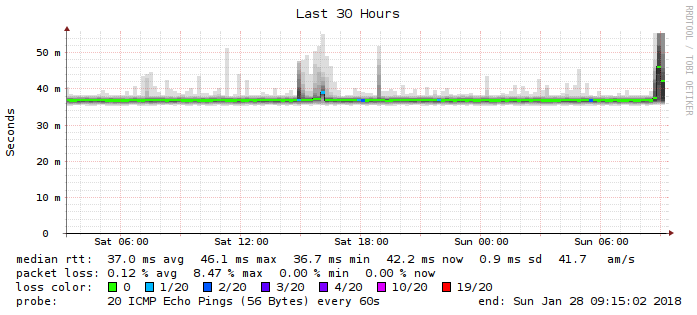 Last 30 Hours
RRDTOOL / TOBI OETIKER
Seconds
50 m
40 m
30 m
20 m
10 m
0
Sat 06:00 Sat 12:00 Sat 18:00 Sun 00:00 Sun 06:00
median rtt: 37.0 ms avg 46.1 ms max 36.7 ms min 42.2 ms now 0.9 ms sd 41.7 am/s
packet loss: 0.12 % avg 8.47 % max 0.00 % min 0.00 % now
loss color: 0 1/20 2/20 3/20 4/20 10/20 19/20
probe: 20 ICMP Echo Pings (56 Bytes) every 60s end: Sun Jan 28 09:15:02 2018